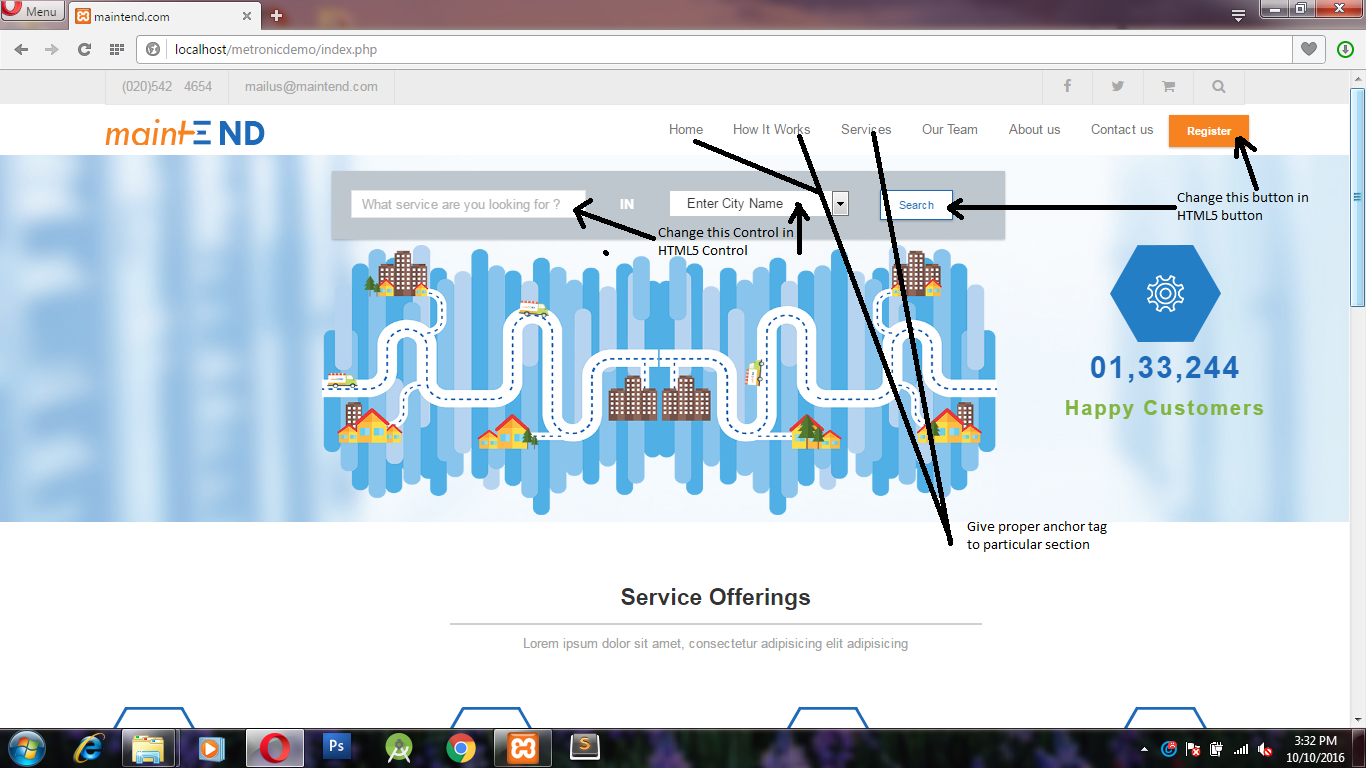 Menu
maintend.com
localhost/metronicdemo/index.php
(020)542 4654
mailus@maintend.com
maintEND
Home
How It Works
Services
Our Team
About us
Contact us
Register
What service are you looking for ?
IN
Enter City Name
Search
Change this button in
HTML5 button
Change this Control in
HTML5 Control
01,33,244
Happy Customers
Give proper anchor tag
to particular section
Service Offerings
Lorem ipsum dolor sit amet, consectetur adipisicing elit adipisicing
Ps
S
3:32 PM
10/10/2016